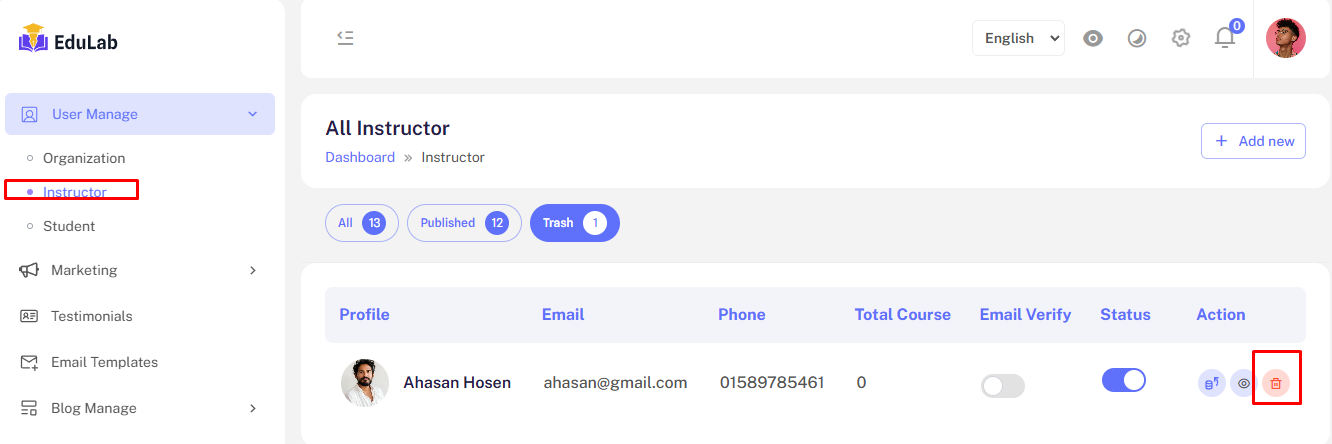 EduLab
English
0
User Manage
Organization
Instructor
Student
Marketing
Testimonials
Email Templates
Blog Manage
All Instructor
Dashboard » Instructor
+ Add new
All 13 Published 12 Trash 1
Profile Email Phone Total Course Email Verify Status Action
Ahasan Hosen ahasan@gmail.com 01589785461 0